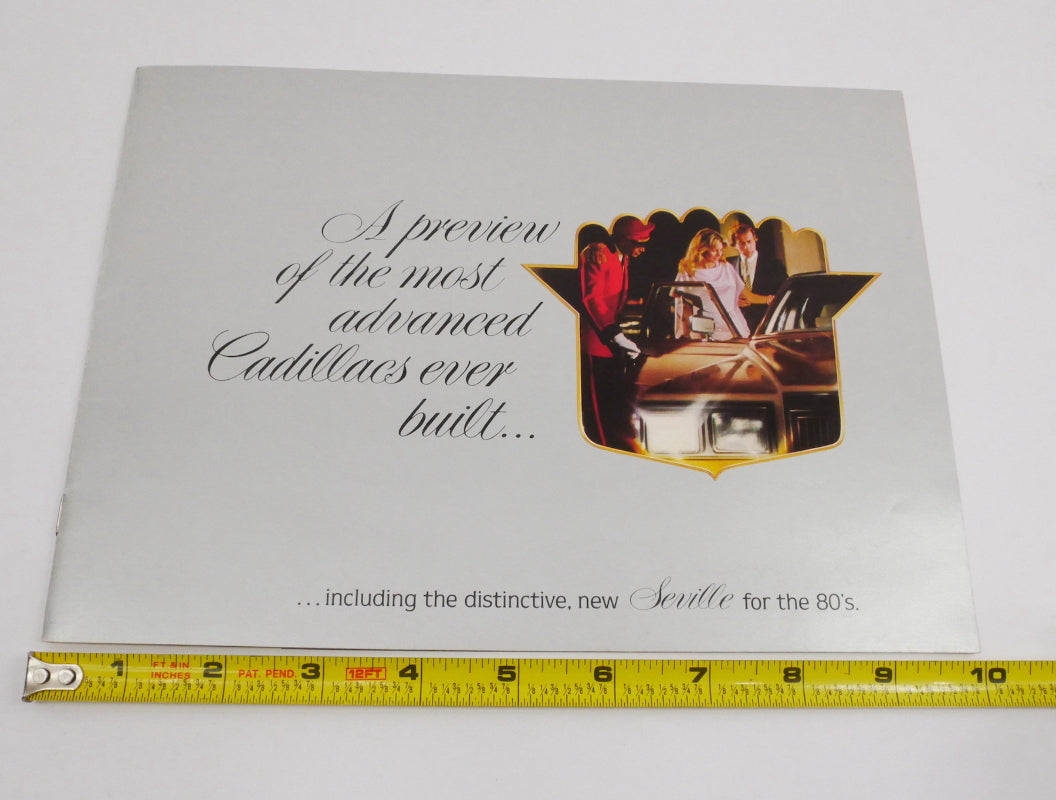 A preview
of the most
advanced
Cadillacs ever
built...
...including the distinctive, new Seville for the 80's.
1 FT & IN INCHES 2 PAT. PEND. 3 12FT 4 5 6 7 8 9 10